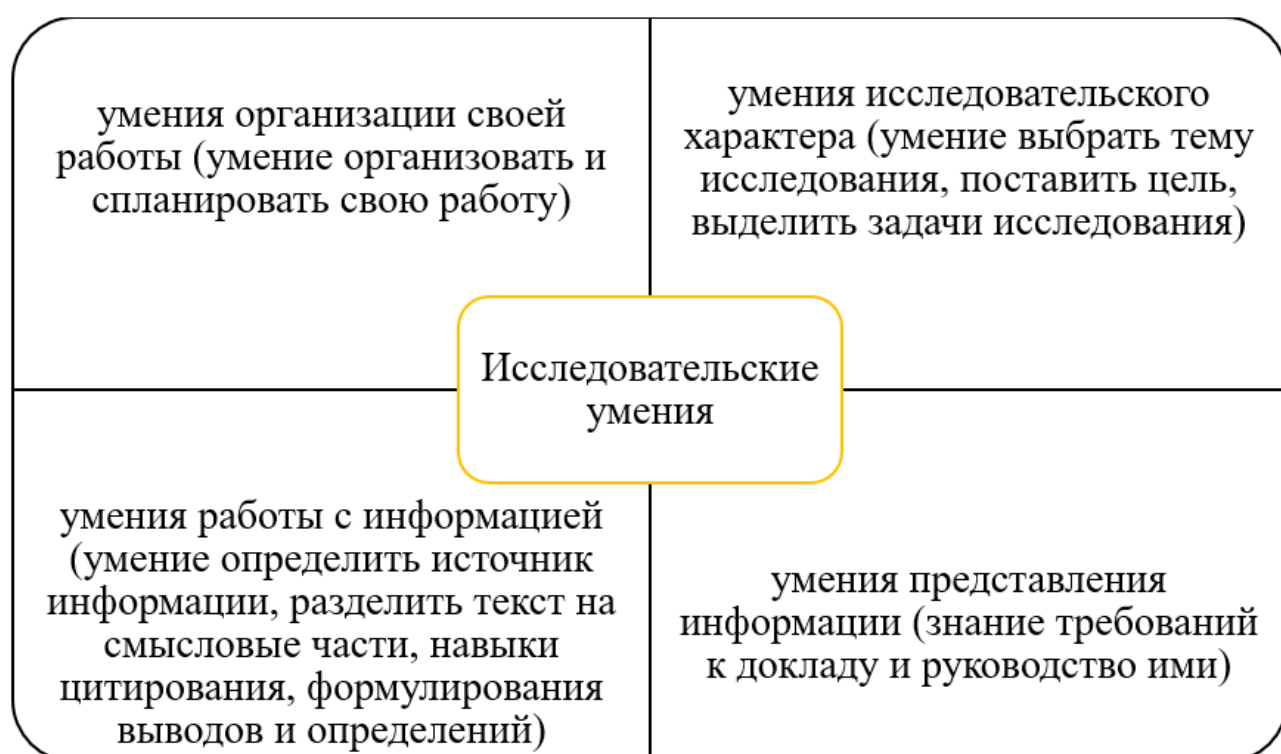 умения организации своей
работы (умение организовать и
спланировать свою работу)
умения исследовательского
характера (умение выбрать тему
исследования, поставить цель,
выделить задачи исследования)
Исследовательские
умения
умения работы с информацией
(умение определить источник
информации, разделить текст на
смысловые части, навыки
цитирования, формулирования
выводов и определений)
умения представления
информации (знание требований
к докладу и руководство ими)